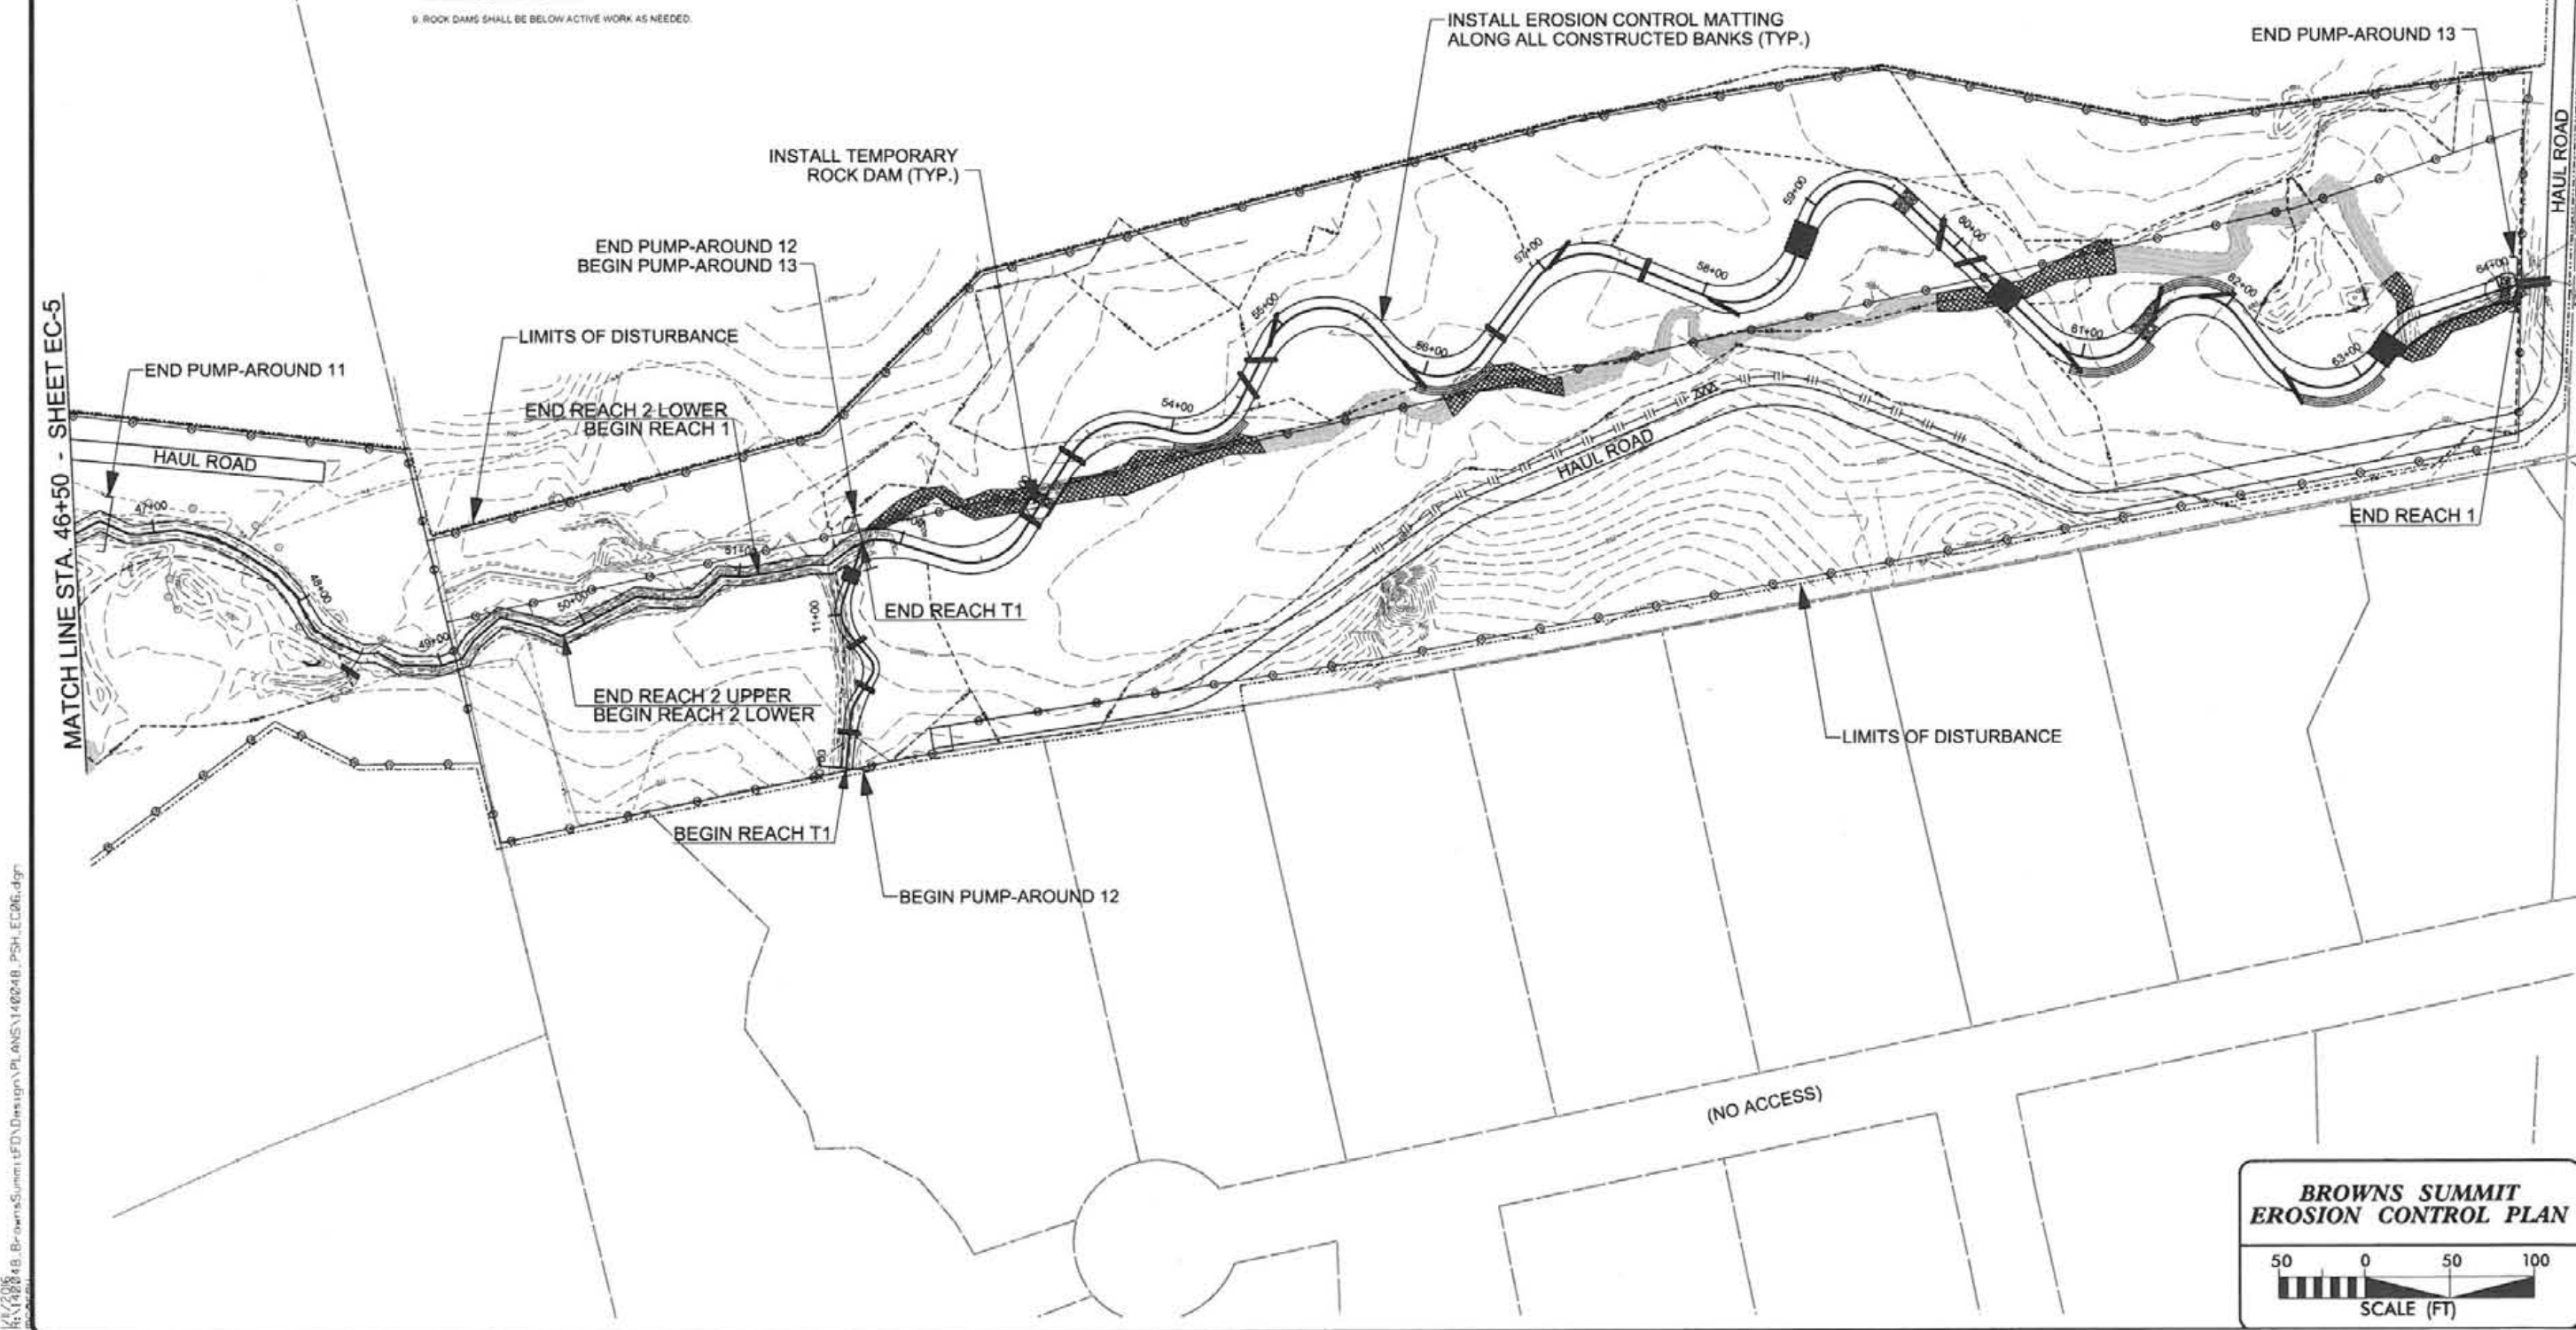 9. ROCK DAMS SHALL BE BELOW ACTIVE WORK AS NEEDED.
INSTALL EROSION CONTROL MATTING
ALONG ALL CONSTRUCTED BANKS (TYP.)
END PUMP-AROUND 13
HAUL ROAD
INSTALL TEMPORARY
ROCK DAM (TYP.)
END PUMP-AROUND 12
BEGIN PUMP-AROUND 13
LIMITS OF DISTURBANCE
END PUMP-AROUND 11
END REACH 2 LOWER
BEGIN REACH 1
HAUL ROAD
MATCH LINE STA. 46+50 - SHEET EC-5
47+00
48+00
49+00
50+00
54+00
55+00
56+00
57+00
58+00
59+00
60+00
61+00
62+00
63+00
64+00
HAUL ROAD
END REACH 1
11+00
END REACH T1
END REACH 2 UPPER
BEGIN REACH 2 LOWER
LIMITS OF DISTURBANCE
BEGIN REACH T1
BEGIN PUMP-AROUND 12
(NO ACCESS)
BROWNS SUMMIT
EROSION CONTROL PLAN
50 0 50 100
SCALE (FT)